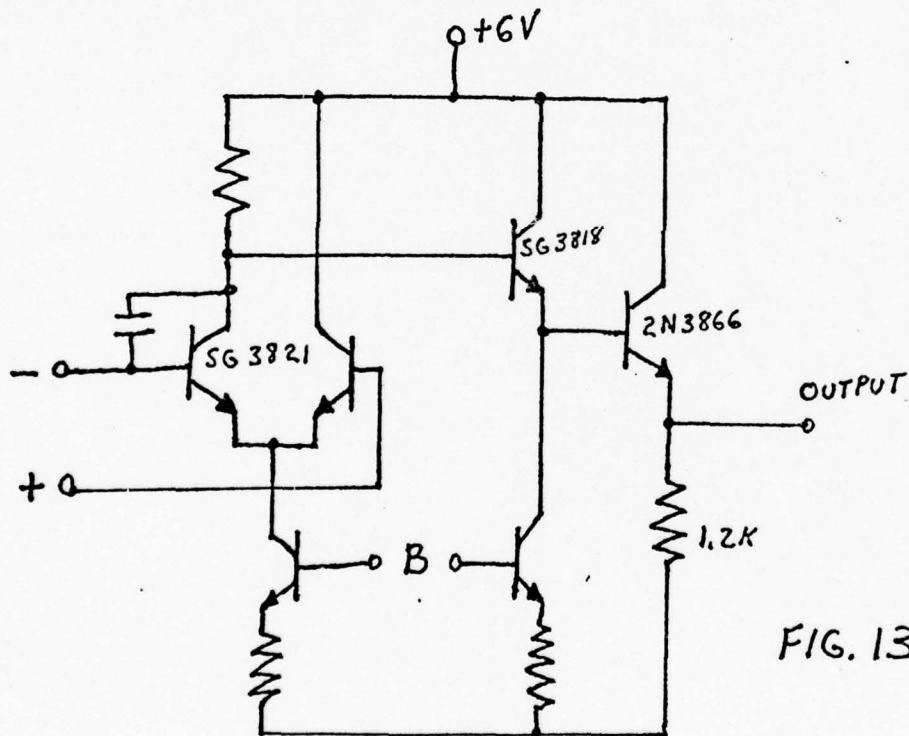 +6V
SG3818
2N3866
SG3821
-
OUTPUT
+
B
1.2K
FIG. 13